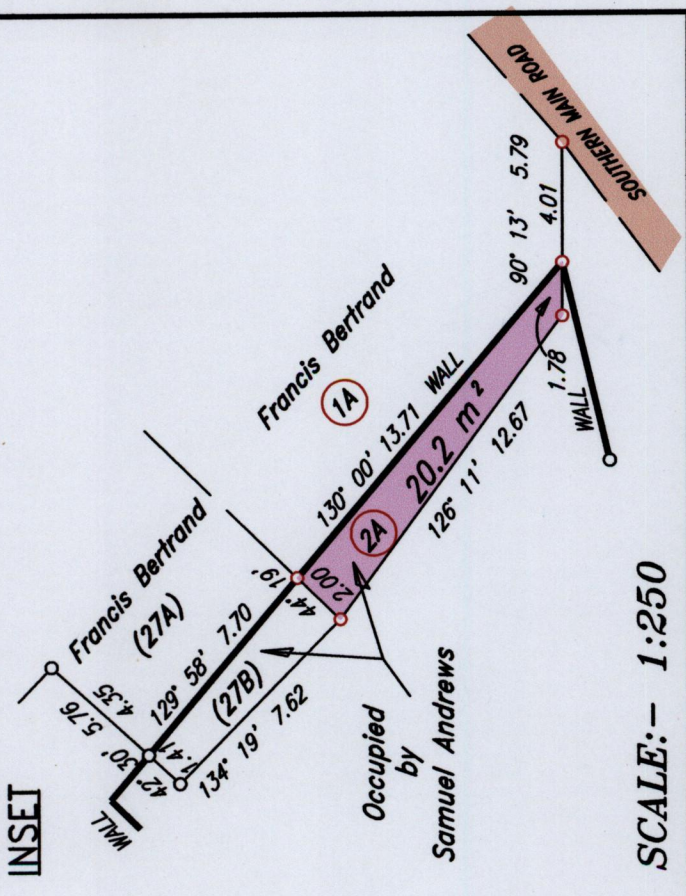 INSET
SOUTHERN MAIN ROAD
90° 13' 5.79
4.01
Francis Bertrand
1A
130° 00' 13.71 WALL
1.78
WALL
2A 20.2 m²
126° 11' 12.67
44° 19'
2.00
Francis Bertrand
(27A)
129° 58' 7.70
(27B)
134° 19' 7.62
42° 30' 5.76
4.35
1.41
WALL
Occupied
by
Samuel Andrews
SCALE:— 1:250